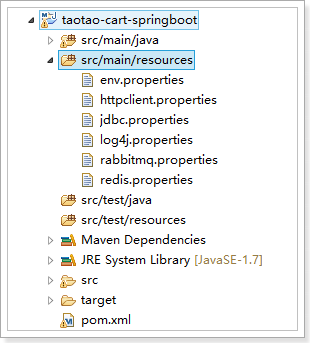 taotao-cart-springboot
src/main/java
src/main/resources
env.properties
httpclient.properties
jdbc.properties
log4j.properties
rabbitmq.properties
redis.properties
src/test/java
src/test/resources
Maven Dependencies
JRE System Library [JavaSE-1.7]
src
target
pom.xml